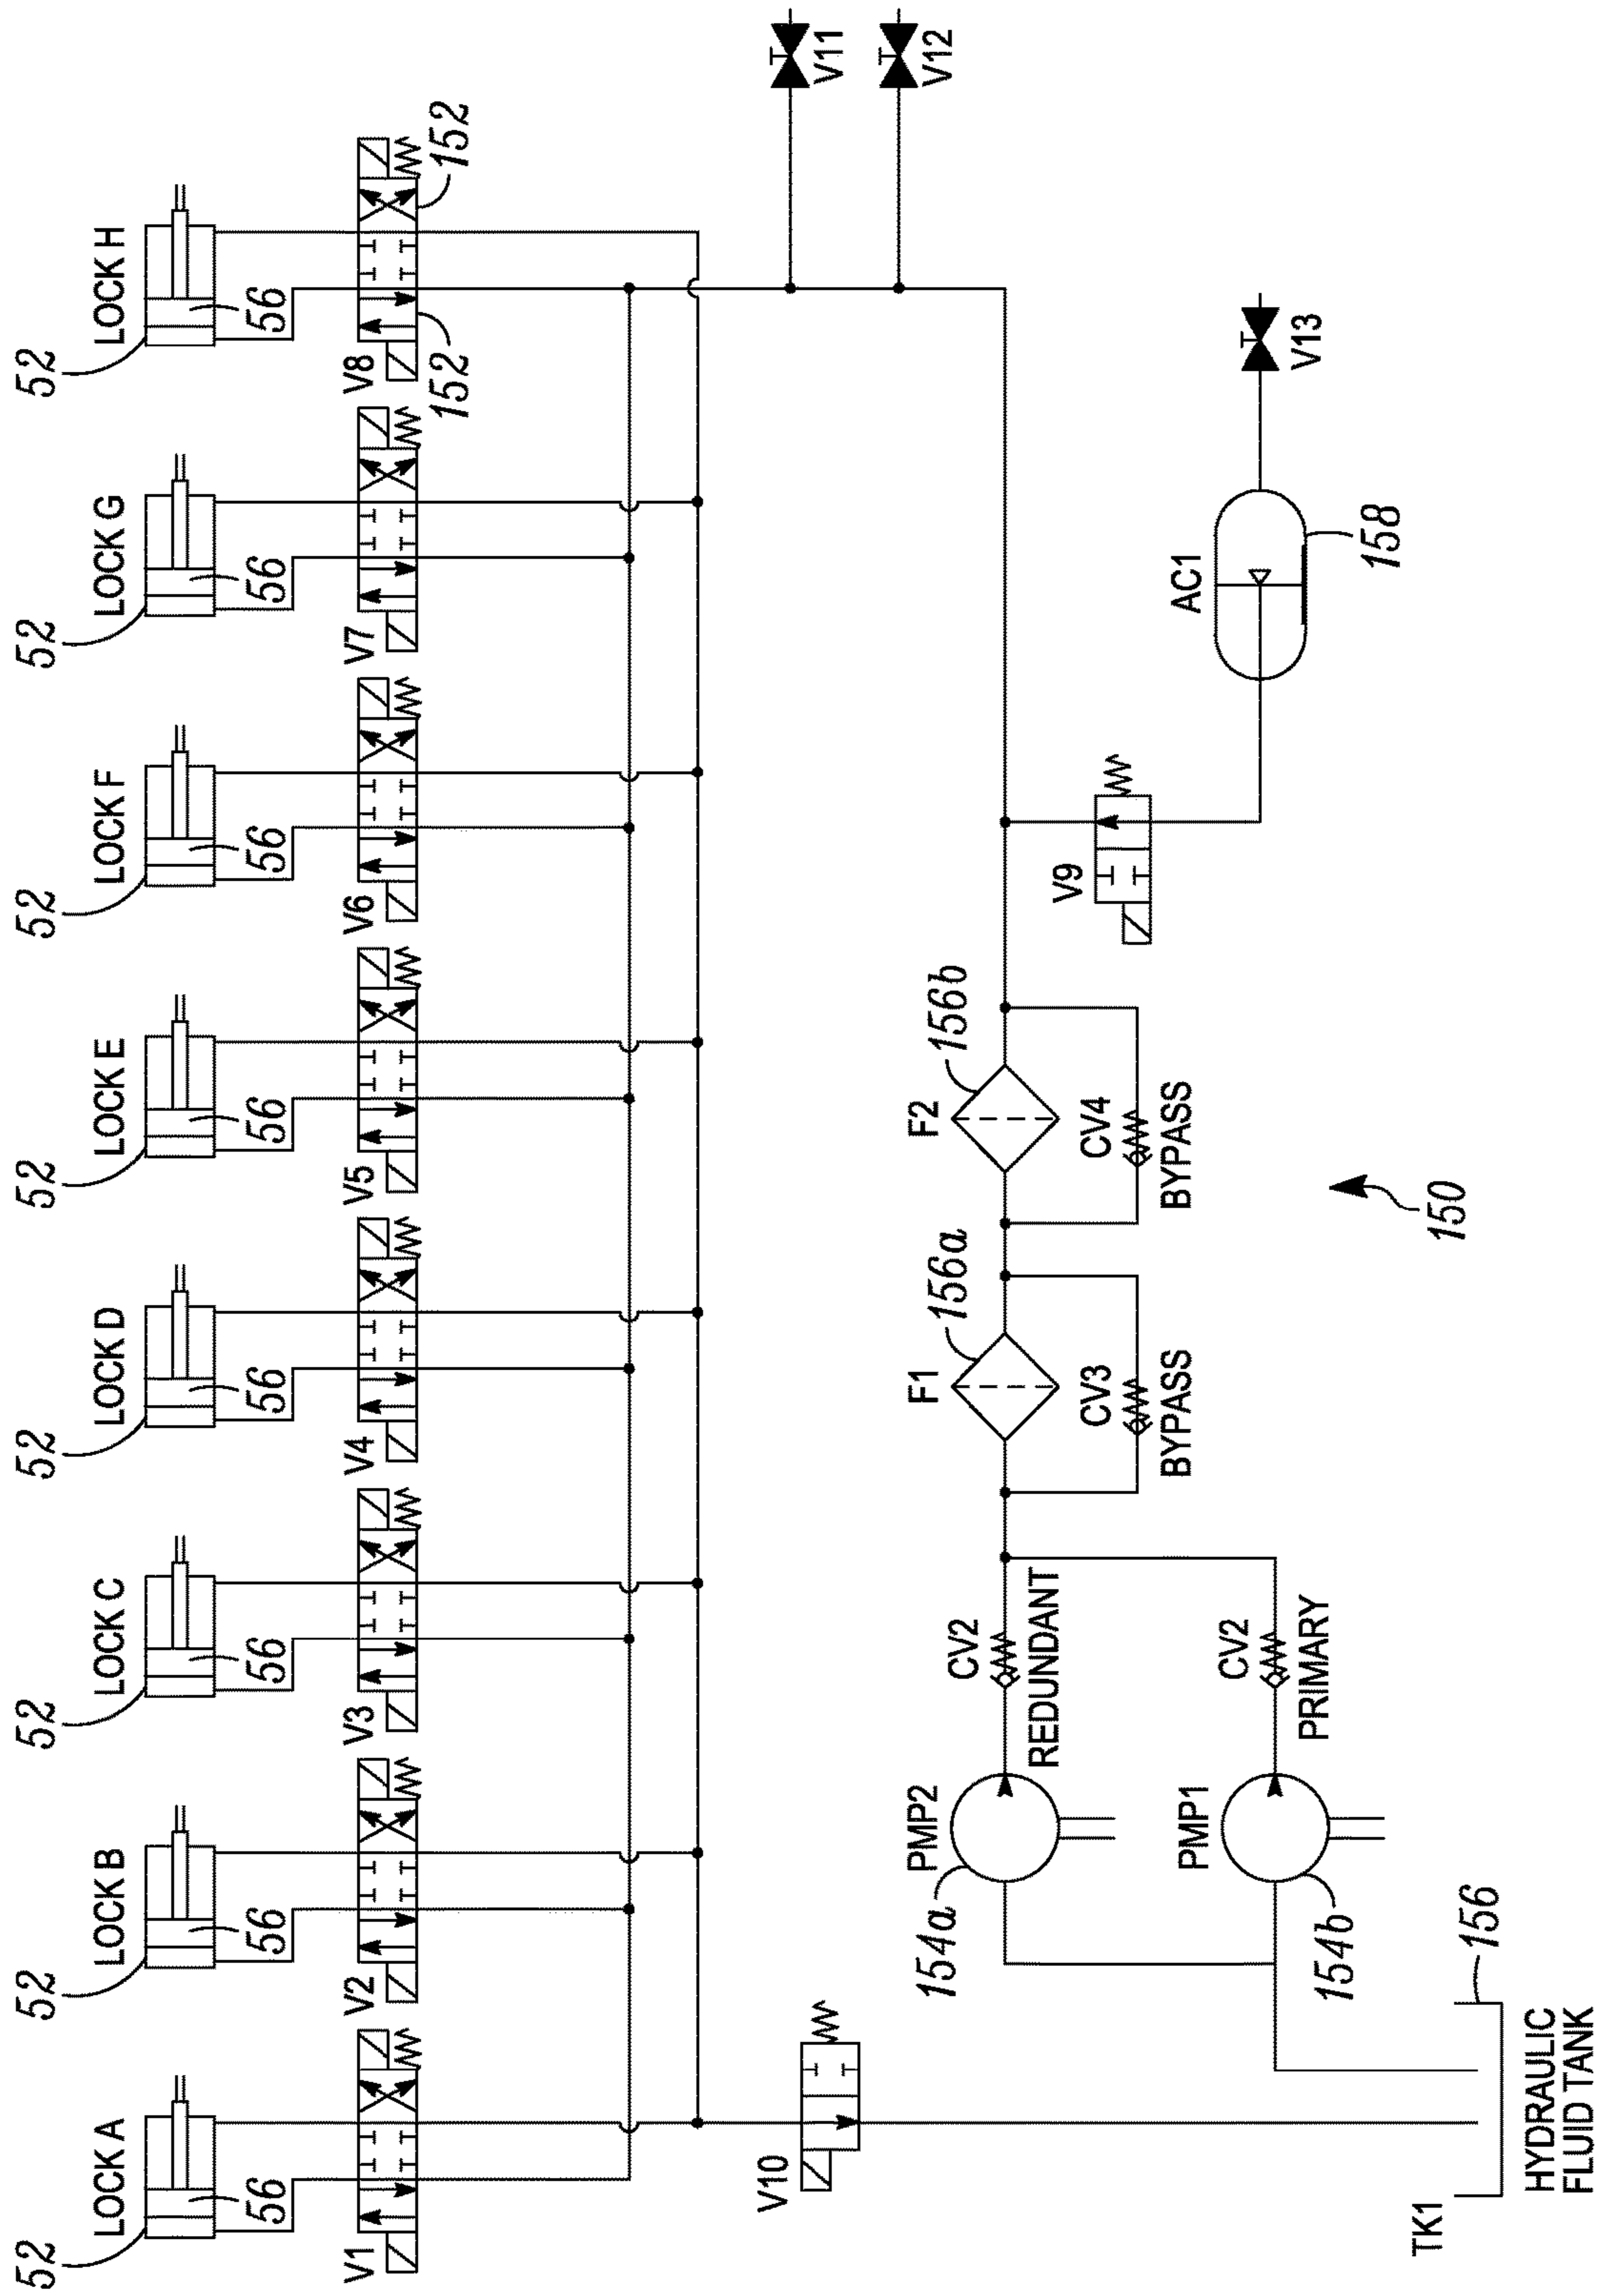 52
LOCK A
56
V1
52
LOCK B
56
V2
52
LOCK C
56
V3
52
LOCK D
56
V4
52
LOCK E
56
V5
52
LOCK F
56
V6
52
LOCK G
56
V7
52
LOCK H
56
V8
152
152
V11
V12
V10
PMP2
154a
CV2
REDUNDANT
PMP1
154b
CV2
PRIMARY
F1
156a
CV3
BYPASS
F2
156b
CV4
BYPASS
V9
AC1
158
V13
150
TK1
156
HYDRAULIC
FLUID TANK